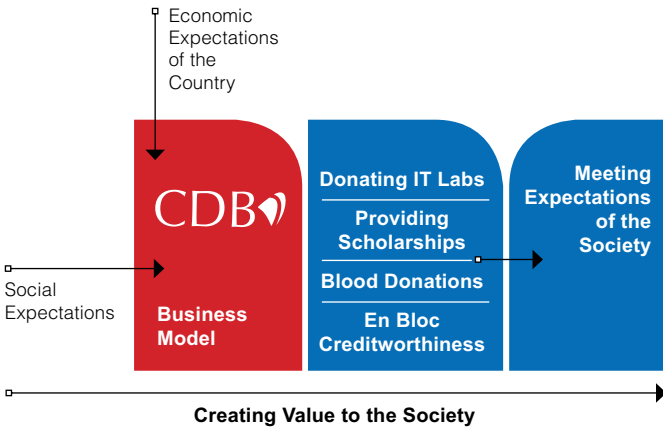 Economic
Expectations
of the
Country
CDB
Social
Expectations
Business
Model
Donating IT Labs
Providing
Scholarships
Blood Donations
En Bloc
Creditworthiness
Meeting
Expectations
of the
Society
Creating Value to the Society